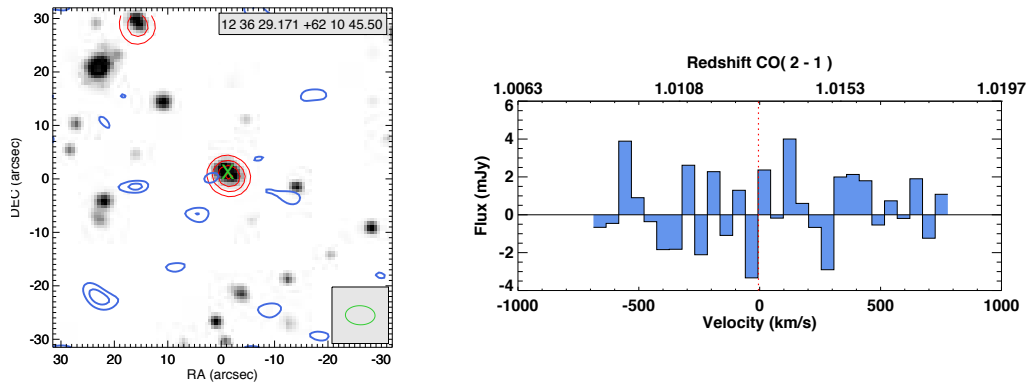 12 36 29.171 +62 10 45.50
30
20
10
0
-10
-20
-30
DEC (arcsec)
X
30 20 10 0 -10 -20 -30
RA (arcsec)
Redshift CO( 2 - 1 )
1.0063 1.0108 1.0153 1.0197
6
4
2
0
-2
-4
Flux (mJy)
-1000 -500 0 500 1000
Velocity (km/s)